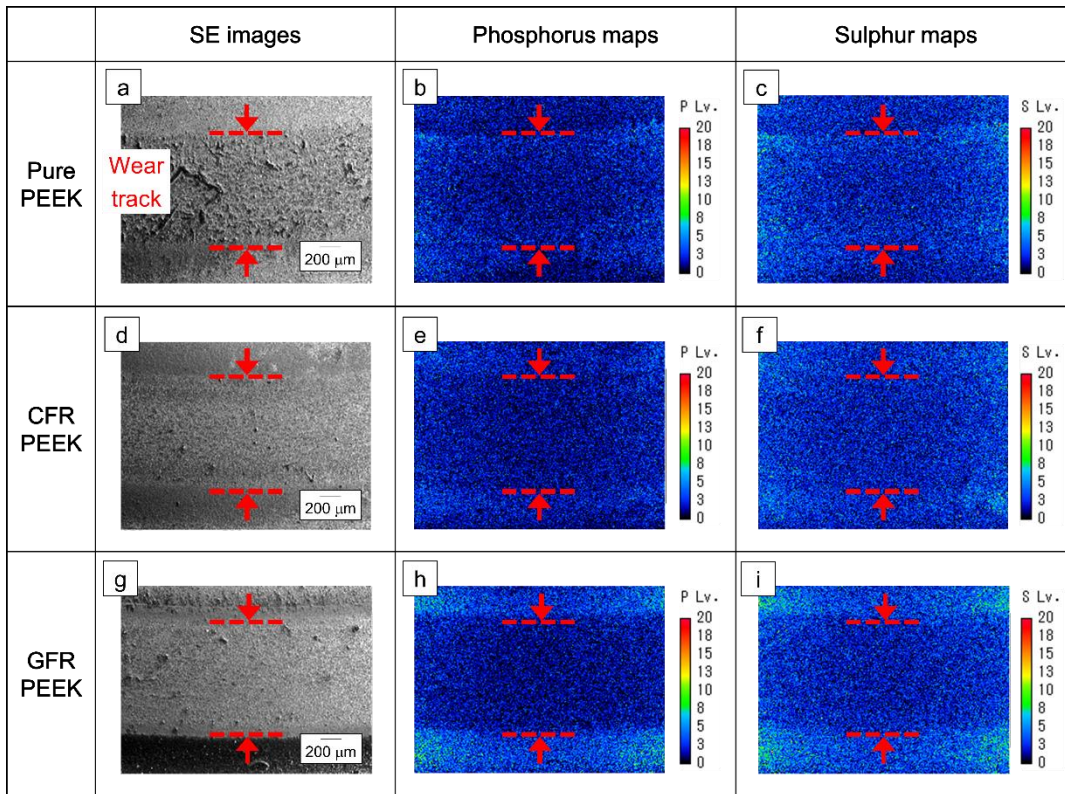 SE images
Phosphorus maps
Sulphur maps
Pure
PEEK
a
Wear
track
200 μm
b
P Lv.
20
18
15
13
10
8
5
3
0
c
S Lv.
20
18
15
13
10
8
5
3
0
CFR
PEEK
d
200 μm
e
P Lv.
20
18
15
13
10
8
5
3
0
f
S Lv.
20
18
15
13
10
8
5
3
0
GFR
PEEK
g
200 μm
h
P Lv.
20
18
15
13
10
8
5
3
0
i
S Lv.
20
18
15
13
10
8
5
3
0